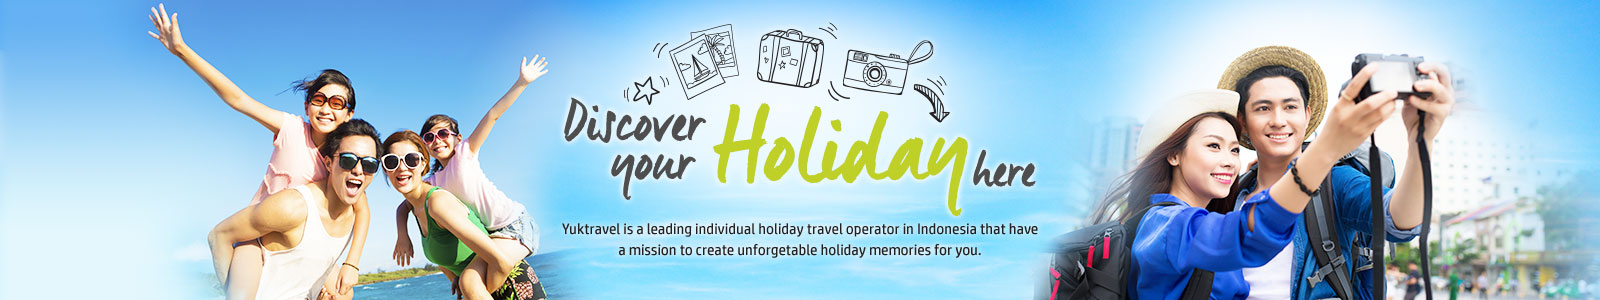 Discover
your Holiday here
Yuktravel is a leading individual holiday travel operator in Indonesia that have
a mission to create unforgetable holiday memories for you.